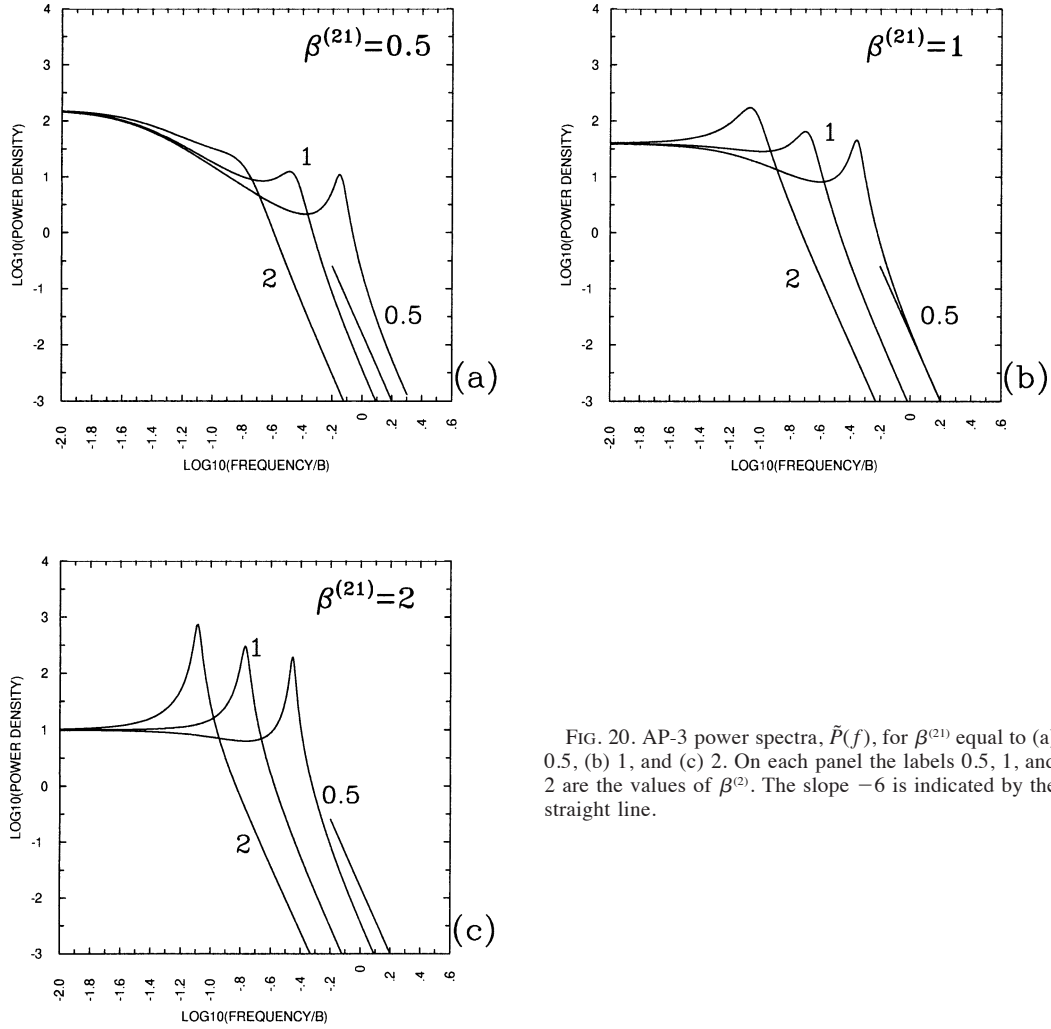 β(21)=0.5
4
3
2
1
0
-1
-2
-3
LOG10(POWER DENSITY)
1
2
0.5
(a)
-2.0 -1.8 -1.6 -1.4 -1.2 -1.0 -.8 -.6 -.4 -.2 0 .2 .4 .6
LOG10(FREQUENCY/B)
β(21)=1
4
3
2
1
0
-1
-2
-3
LOG10(POWER DENSITY)
1
2
0.5
(b)
-2.0 -1.8 -1.6 -1.4 -1.2 -1.0 -.8 -.6 -.4 -.2 0 .2 .4 .6
LOG10(FREQUENCY/B)
β(21)=2
4
3
2
1
0
-1
-2
-3
LOG10(POWER DENSITY)
1
0.5
2
(c)
-2.0 -1.8 -1.6 -1.4 -1.2 -1.0 -.8 -.6 -.4 -.2 0 .2 .4 .6
LOG10(FREQUENCY/B)
FIG. 20. AP-3 power spectra, P̃(f), for β(21) equal to (a)
0.5, (b) 1, and (c) 2. On each panel the labels 0.5, 1, and
2 are the values of β(2). The slope −6 is indicated by the
straight line.